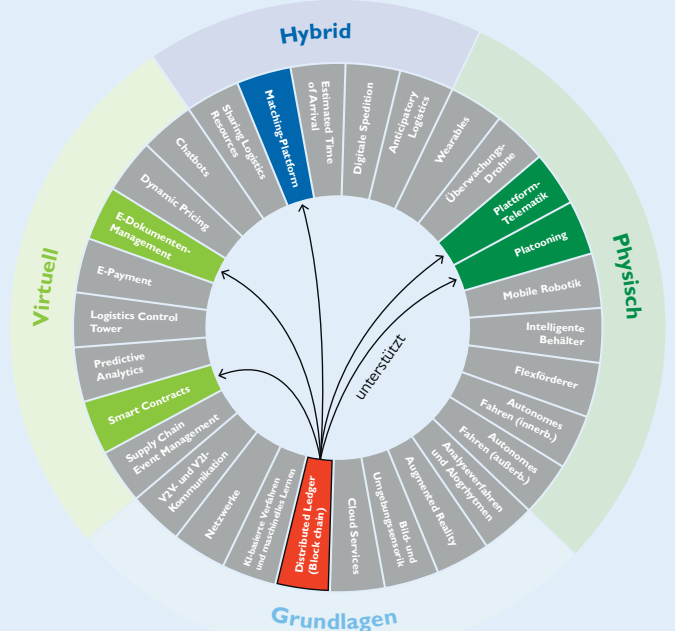 Hybrid
Physisch
Grundlagen
Virtuell
Matching-Plattform
Estimated Time
of Arrival
Digitale Spedition
Anticipatory
Logistics
Wearables
Überwachungs-
Drohne
Plattform-
Telematik
Platooning
Mobile Robotik
Intelligente
Behälter
Flexförderer
Autonomes
Fahren (innerb.)
Autonomes
Fahren (außerb.)
Analyseverfahren
und Alogrhytmen
Augmented Reality
Bild- und
Umgebungssensorik
Cloud Services
Distributed Ledger
(Block chain)
KI-basierte Verfahren
und maschinelles Lernen
Netzwerke
V2V- und V2I-
Kommunikation
Supply Chain
Event Management
Smart Contracts
Predictive
Analytics
Logistics Control
Tower
E-Payment
E-Dokumenten-
Management
Dynamic Pricing
Chatbots
Sharing Logistics
Resources
unterstützt